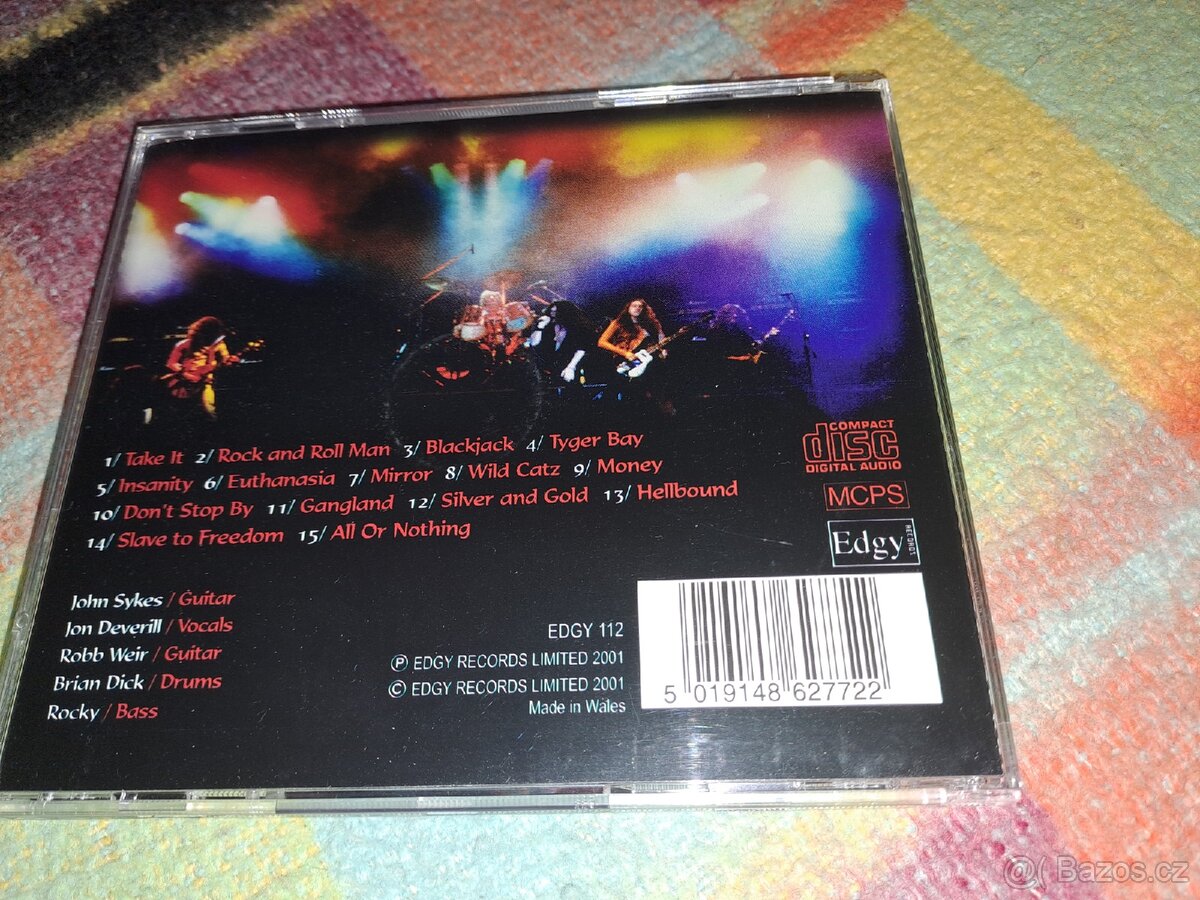 1/ Take It 2/ Rock and Roll Man 3/ Blackjack 4/ Tyger Bay
5/ Insanity 6/ Euthanasia 7/ Mirror 8/ Wild Catz 9/ Money
10/ Don't Stop By 11/ Gangland 12/ Silver and Gold 13/ Hellbound
14/ Slave to Freedom 15/ All Or Nothing
COMPACT
disc
DIGITAL AUDIO
MCPS
Edgy RECORDS
John Sykes / Guitar
Jon Deverill / Vocals
Robb Weir / Guitar
Brian Dick / Drums
Rocky / Bass
EDGY 112
Ⓟ EDGY RECORDS LIMITED 2001
© EDGY RECORDS LIMITED 2001
Made in Wales
5 019148 627722
@( Bazos.cz